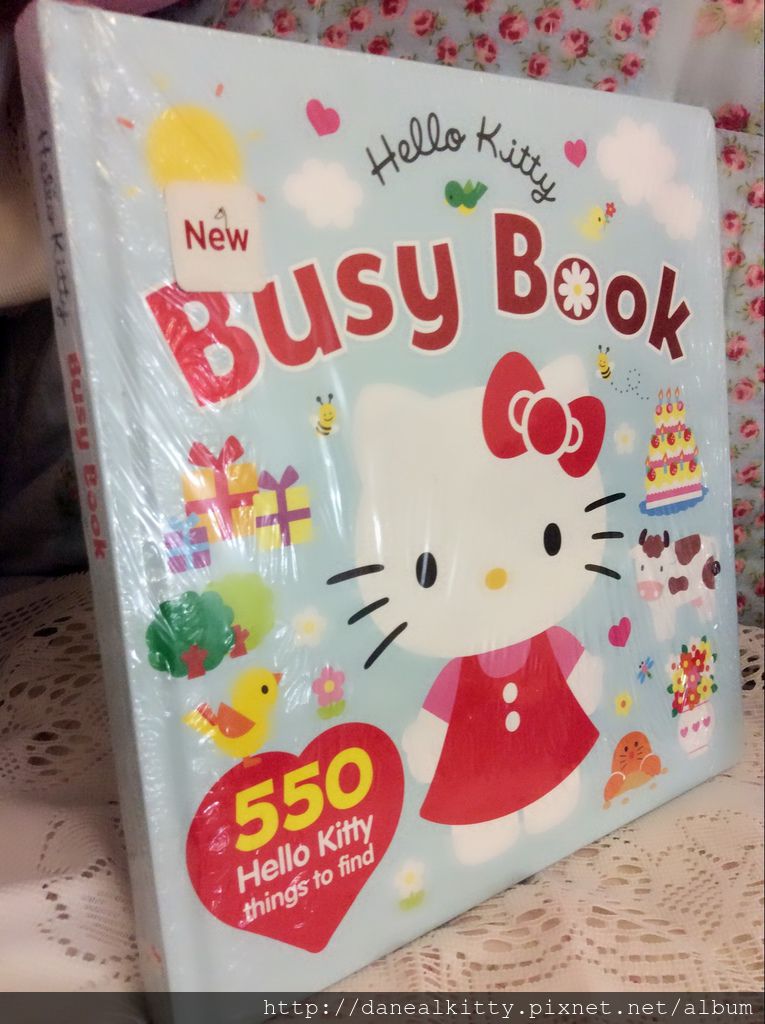 Hello Kitty
New
Busy Book
Hello Kitty
Busy Book
550
Hello Kitty
things to find
http://danealkitty.pixnet.net/album